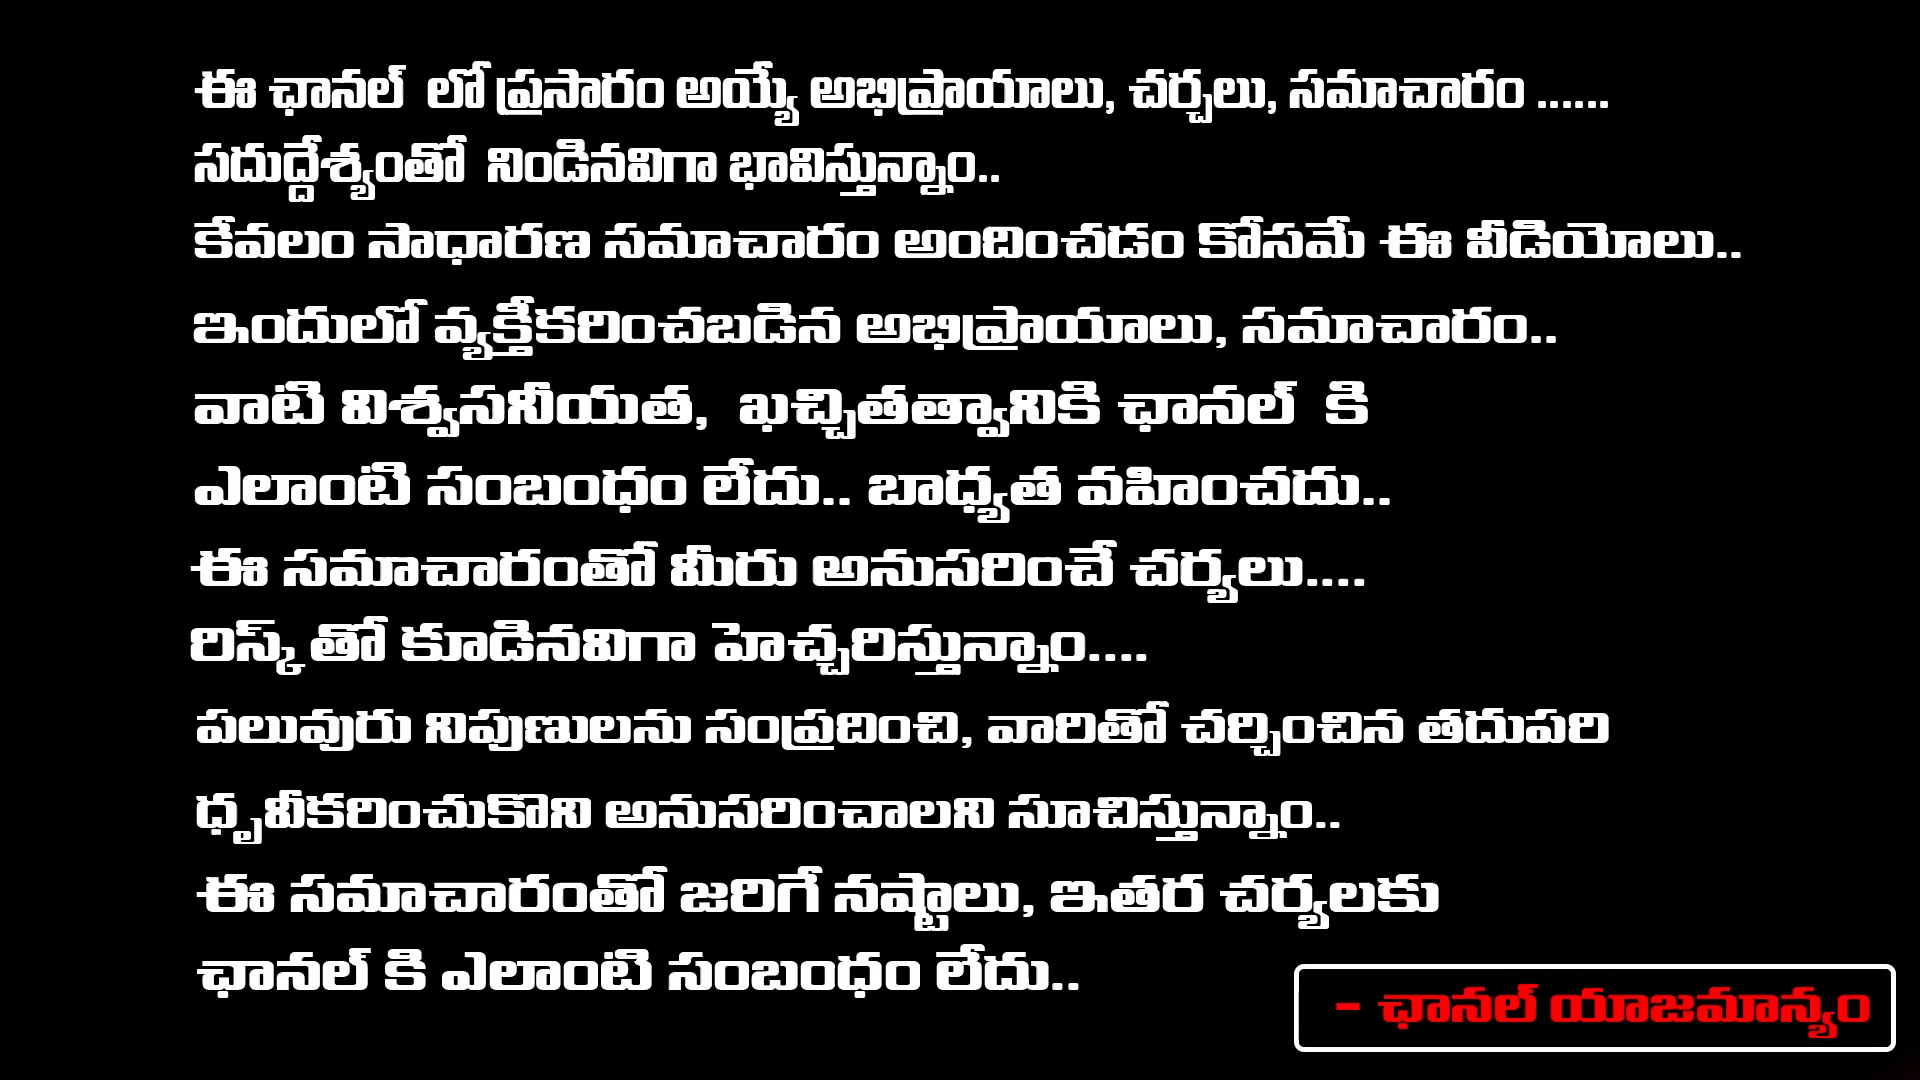 ఈ ఛానల్ లో ప్రసారం అయ్యే అభిప్రాయాలు, చర్చలు, సమాచారం ......
సదుద్దేశ్యంతో నిండినవిగా భావిస్తున్నాం..
కేవలం సాధారణ సమాచారం అందించడం కోసమే ఈ వీడియోలు..
ఇందులో వ్యక్తీకరించబడిన అభిప్రాయాలు, సమాచారం..
వాటి విశ్వసనీయత, ఖచ్చితత్వానికి ఛానల్ కి
ఎలాంటి సంబంధం లేదు.. బాధ్యత వహించదు..
ఈ సమాచారంతో మీరు అనుసరించే చర్యలు....
రిస్క్ తో కూడినవిగా హెచ్చరిస్తున్నాం....
పలువురు నిపుణులను సంప్రదించి, వారితో చర్చించిన తదుపరి
ధృవీకరించుకొని అనుసరించాలని సూచిస్తున్నాం..
ఈ సమాచారంతో జరిగే నష్టాలు, ఇతర చర్యలకు
ఛానల్ కి ఎలాంటి సంబంధం లేదు..
- ఛానల్ యాజమాన్యం